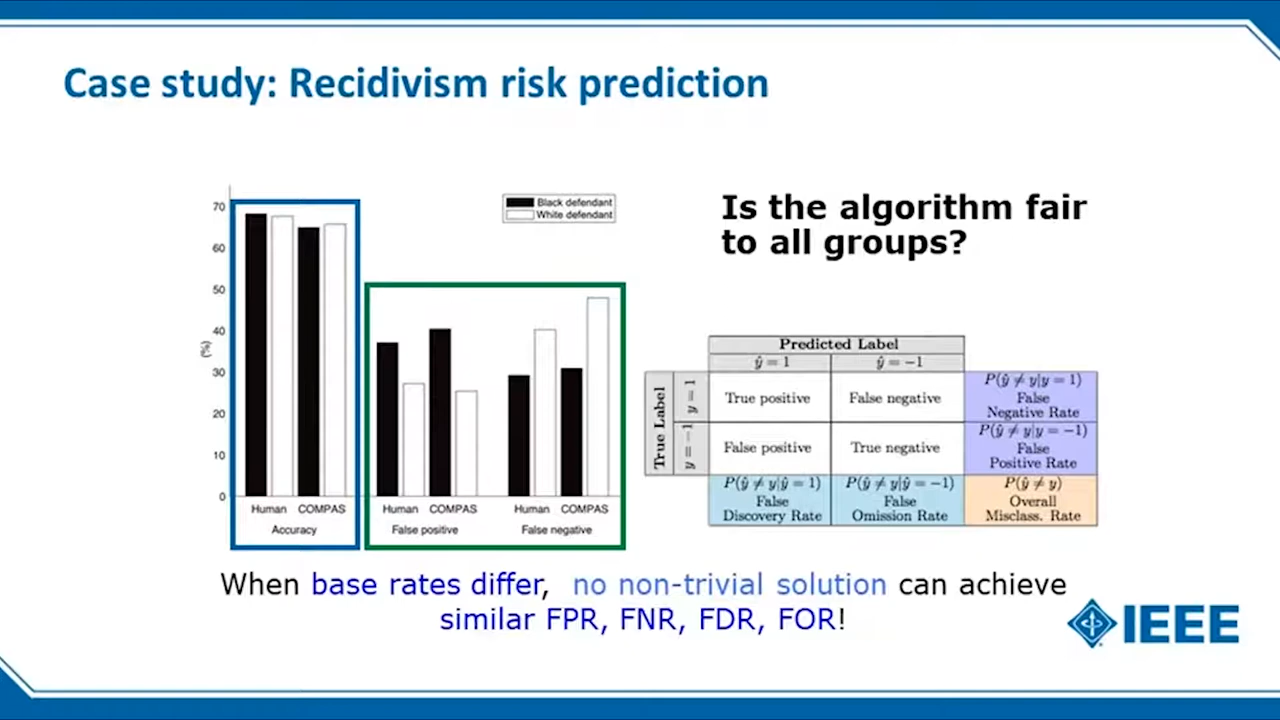 Case study: Recidivism risk prediction
70
60
50
40
30
20
10
0
(%)
Black defendant
White defendant
Human COMPAS Human COMPAS Human COMPAS
Accuracy False positive False negative
Is the algorithm fair
to all groups?
Predicted Label
ŷ = 1 ŷ = −1
True Label
y = 1
True positive False negative
P(ŷ ≠ y|y = 1)
False
Negative Rate
y = −1
False positive True negative
P(ŷ ≠ y|y = −1)
False
Positive Rate
P(ŷ ≠ y|ŷ = 1) P(ŷ ≠ y|ŷ = −1) P(ŷ ≠ y)
False False Overall
Discovery Rate Omission Rate Misclass. Rate
When base rates differ, no non-trivial solution can achieve
similar FPR, FNR, FDR, FOR!
IEEE